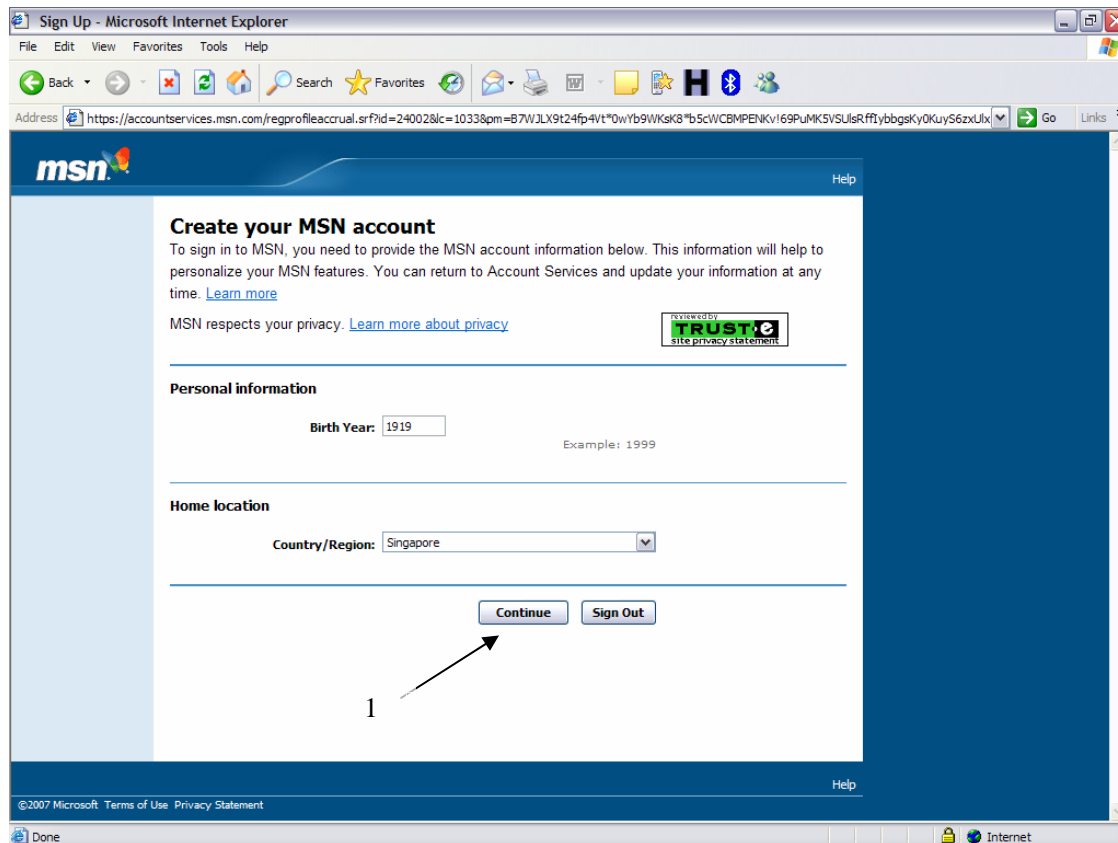 Sign Up - Microsoft Internet Explorer
File Edit View Favorites Tools Help
Back Search Favorites
Address https://accountservices.msn.com/regprofileaccrual.srf?id=24002&lc=1033&pm=B7WJLX9t24fp4Vt*0wYb9WKsK8*b5cWCBMPENKv!69PuMK5VSUlsRffIybbgsKy0KuyS6zxUlx Go Links
msn
Help
Create your MSN account
To sign in to MSN, you need to provide the MSN account information below. This information will help to
personalize your MSN features. You can return to Account Services and update your information at any
time. Learn more
MSN respects your privacy. Learn more about privacy
reviewed by
TRUST e
site privacy statement
Personal information
Birth Year: 1919
Example: 1999
Home location
Country/Region: Singapore
Continue Sign Out
1
Help
©2007 Microsoft Terms of Use Privacy Statement
Done Internet